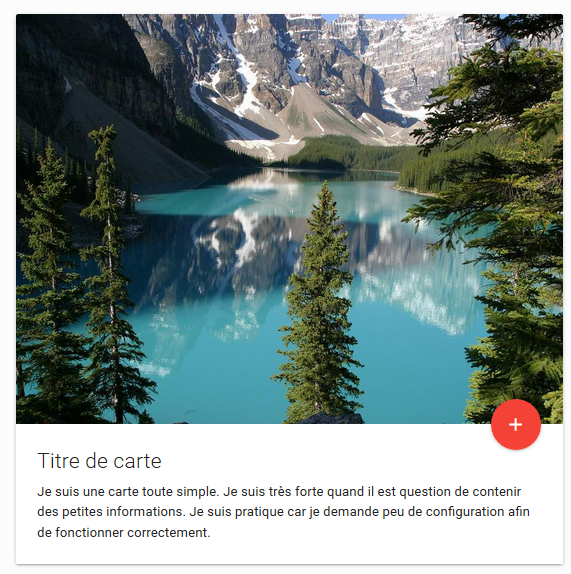 +
Titre de carte
Je suis une carte toute simple. Je suis très forte quand il est question de contenir
des petites informations. Je suis pratique car je demande peu de configuration afin
de fonctionner correctement.